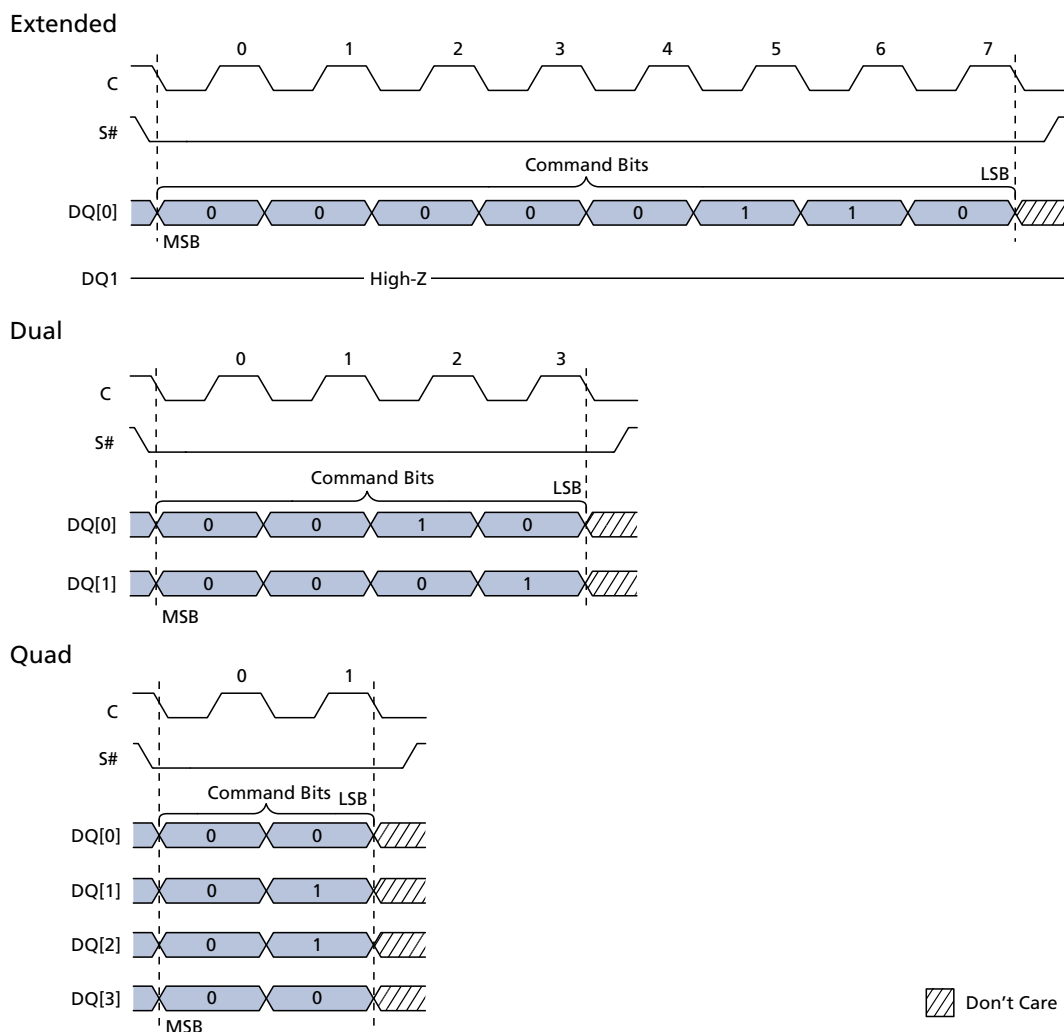 Extended
0 1 2 3 4 5 6 7
C
S#
Command Bits
LSB
DQ[0] 0 0 0 0 0 1 1 0
MSB
DQ1 High-Z
Dual
0 1 2 3
C
S#
Command Bits
LSB
DQ[0] 0 0 1 0
DQ[1] 0 0 0 1
MSB
Quad
0 1
C
S#
Command Bits LSB
DQ[0] 0 0
DQ[1] 0 1
DQ[2] 0 1
DQ[3] 0 0
MSB
Don't Care